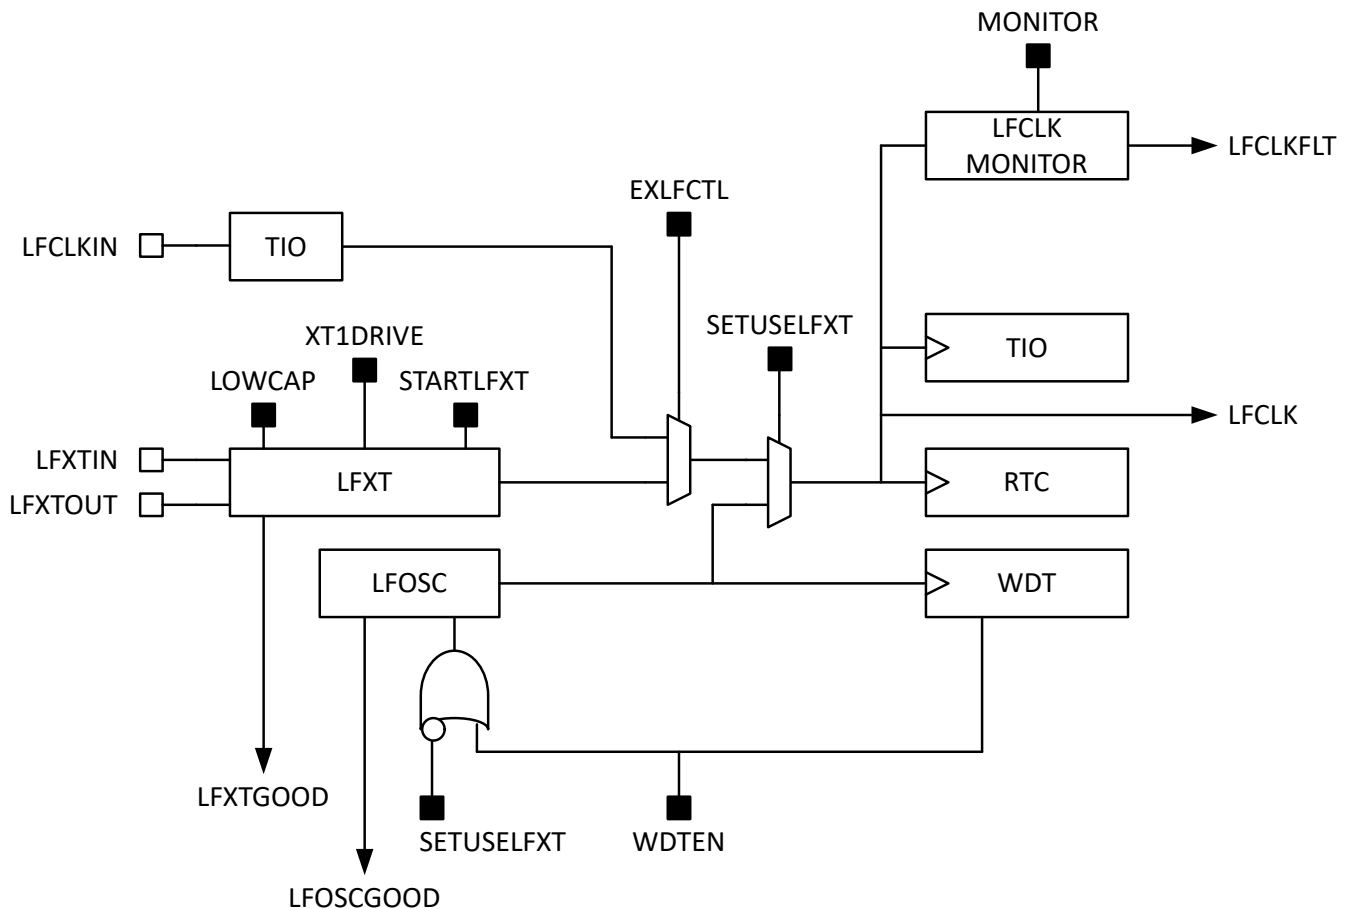 MONITOR
LFCLK
MONITOR
LFCLKFLT
EXLFCTL
LFCLKIN
TIO
XT1DRIVE
SETUSELFXT
TIO
LOWCAP
STARTLFXT
LFCLK
LFXTIN
LFXT
RTC
LFXTOUT
LFOSC
WDT
LFXTGOOD
SETUSELFXT
WDTEN
LFOSCGOOD